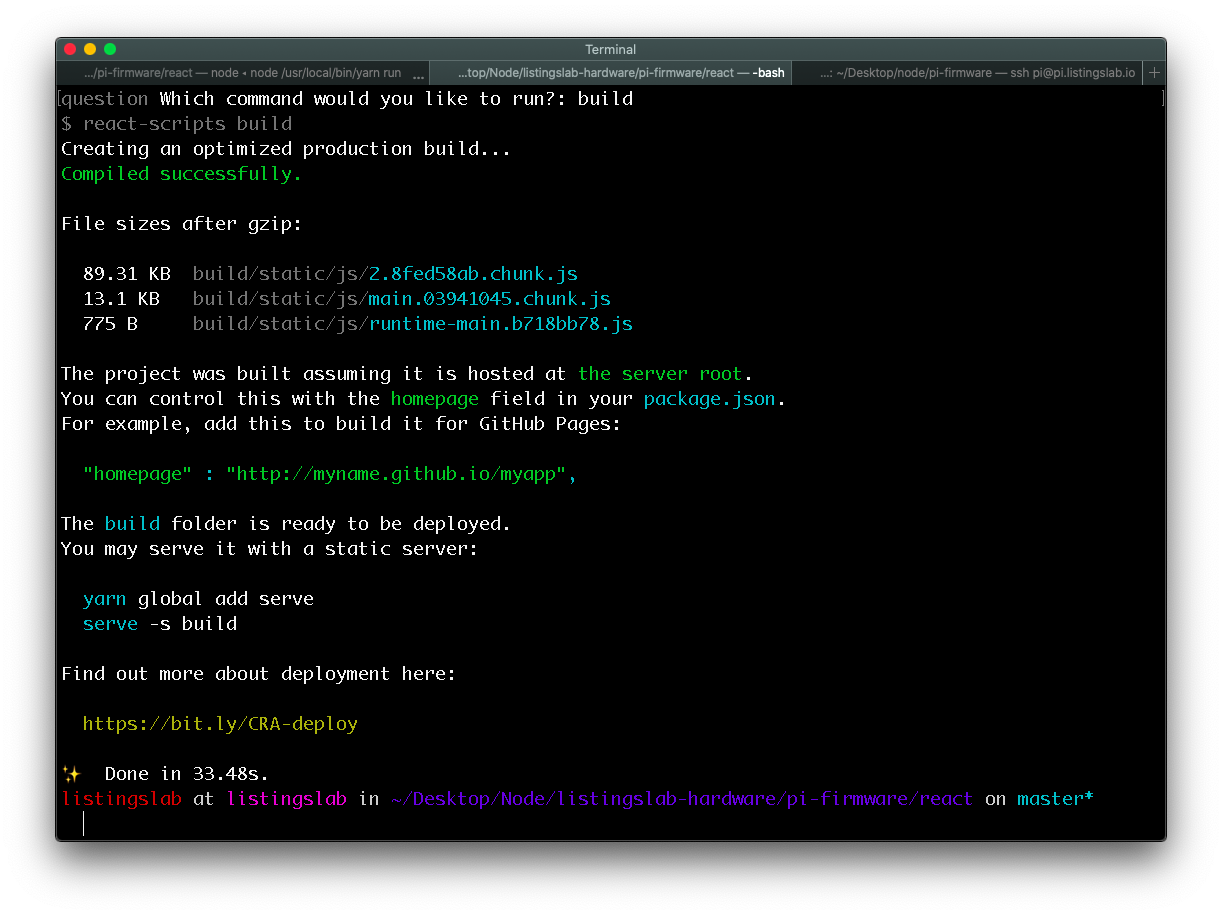 Terminal
.../pi-firmware/react — node • node /usr/local/bin/yarn run ...
...top/Node/listingslab-hardware/pi-firmware/react — -bash
...: ~/Desktop/node/pi-firmware — ssh pi@pi.listingslab.io
[question Which command would you like to run?: build ]
$ react-scripts build
Creating an optimized production build...
Compiled successfully.
File sizes after gzip:
89.31 KB build/static/js/2.8fed58ab.chunk.js
13.1 KB build/static/js/main.03941045.chunk.js
775 B build/static/js/runtime-main.b718bb78.js
The project was built assuming it is hosted at the server root.
You can control this with the homepage field in your package.json.
For example, add this to build it for GitHub Pages:
"homepage" : "http://myname.github.io/myapp",
The build folder is ready to be deployed.
You may serve it with a static server:
yarn global add serve
serve -s build
Find out more about deployment here:
https://bit.ly/CRA-deploy
✨ Done in 33.48s.
listingslab at listingslab in ~/Desktop/Node/listingslab-hardware/pi-firmware/react on master*